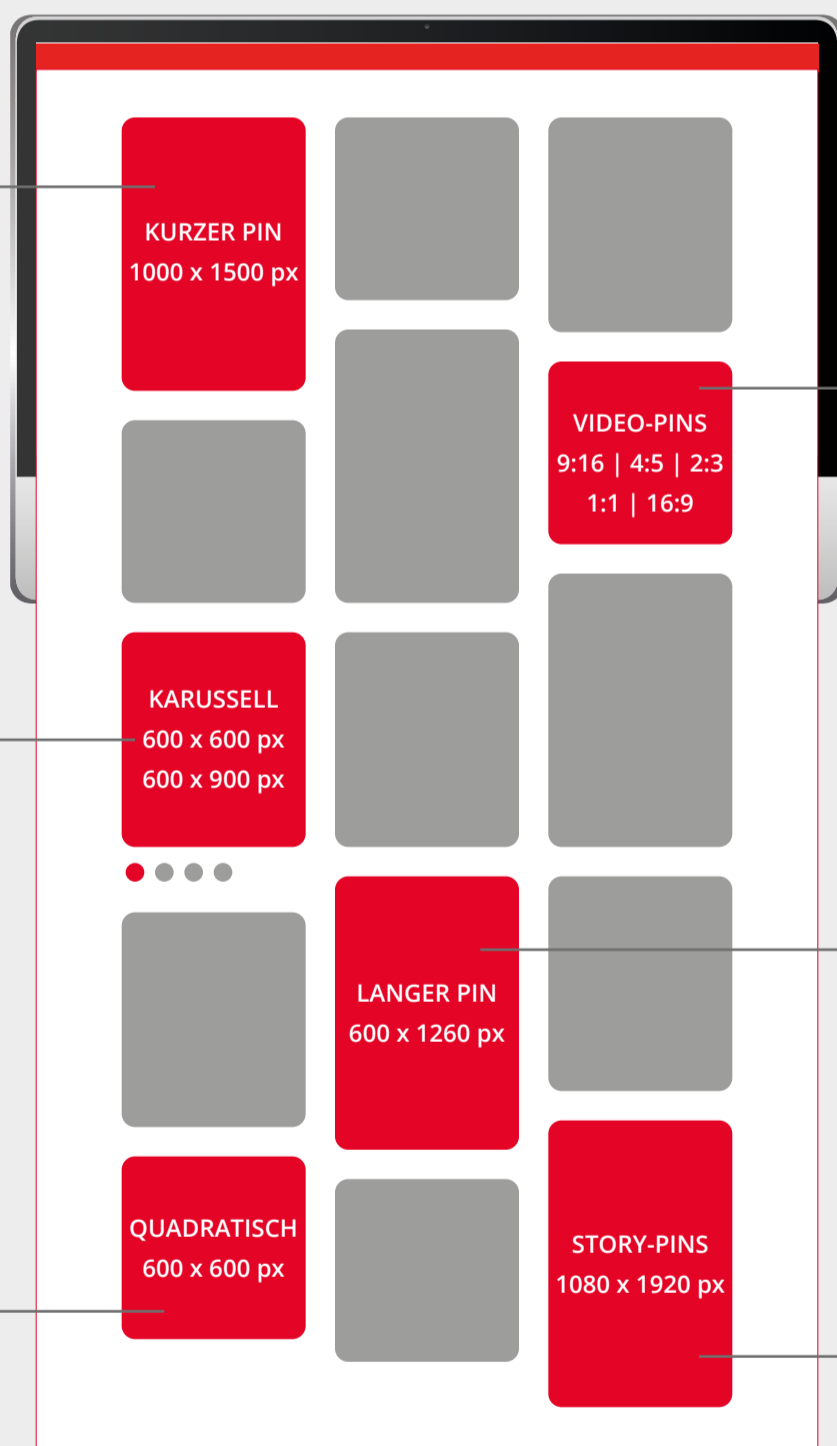 KURZER PIN
1000 x 1500 px
VIDEO-PINS
9:16 | 4:5 | 2:3
1:1 | 16:9
KARUSSELL
600 x 600 px
600 x 900 px
LANGER PIN
600 x 1260 px
QUADRATISCH
600 x 600 px
STORY-PINS
1080 x 1920 px